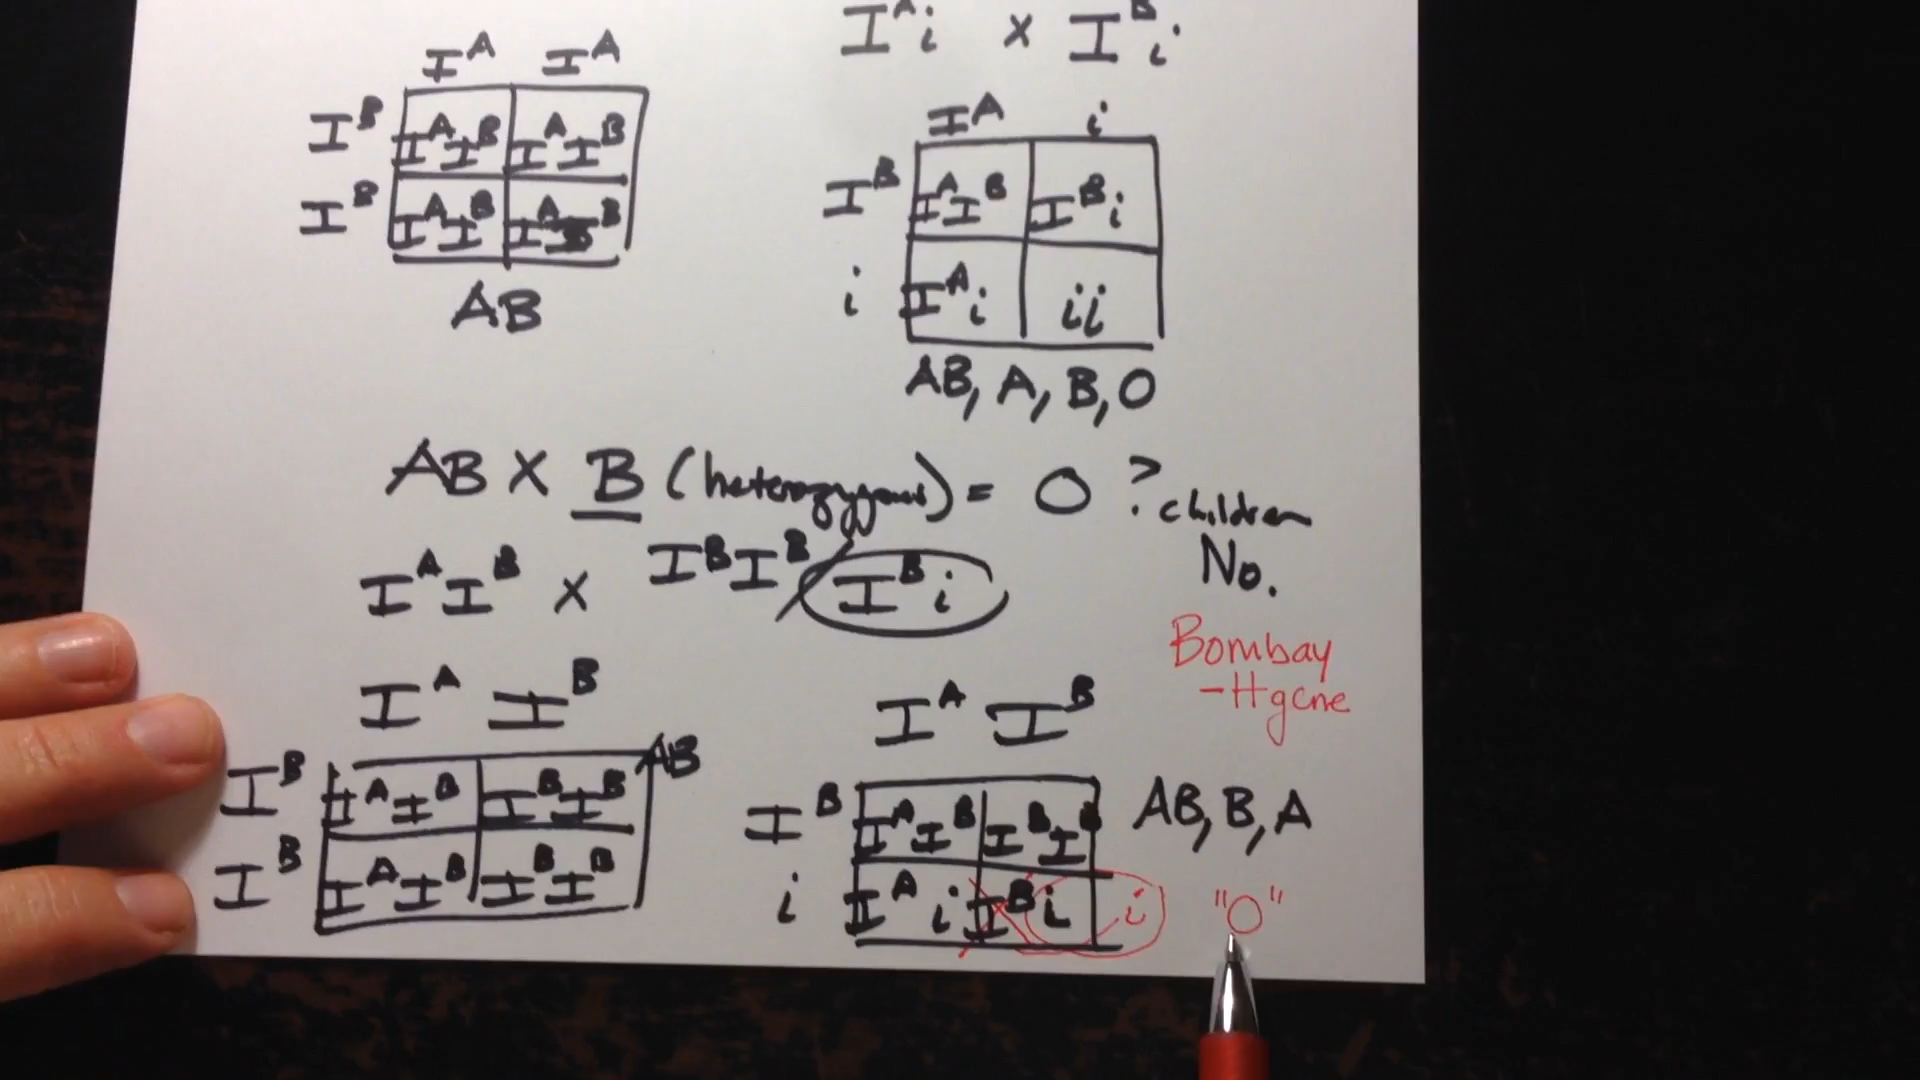 I^A I^A
I^B I^A I^B I^A I^B
I^B I^A I^B I^A I^B
AB
I^A i x I^B i
I^A i
I^B I^A I^B I^B i
i I^A i ii
AB, A, B, O
AB X B (heterozygous) = O ? children
No.
I^A I^B x I^B I^B / I^B i
Bombay
- H gene
I^A I^B
I^B I^A I^B I^B I^B
AB
I^B I^A I^B I^B I^B
I^A I^B
I^B I^A I^B I^B I^B
AB, B, A
i I^A i I^B i i
"O"